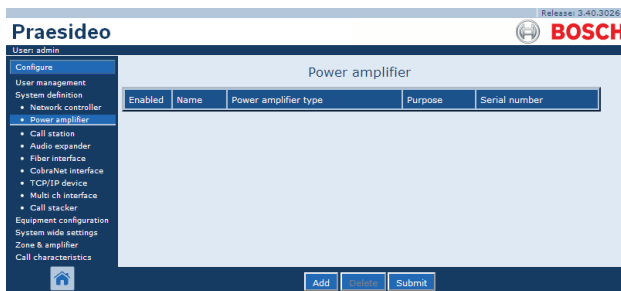 Release: 3.40.3026
Praesideo
BOSCH
User: admin
Configure
Power amplifier
User management
System definition
• Network controller
• Power amplifier
• Call station
• Audio expander
• Fiber interface
• CobraNet interface
• TCP/IP device
• Multi ch interface
• Call stacker
Equipment configuration
System wide settings
Zone & amplifier
Call characteristics
Enabled Name Power amplifier type Purpose Serial number
Add Delete Submit